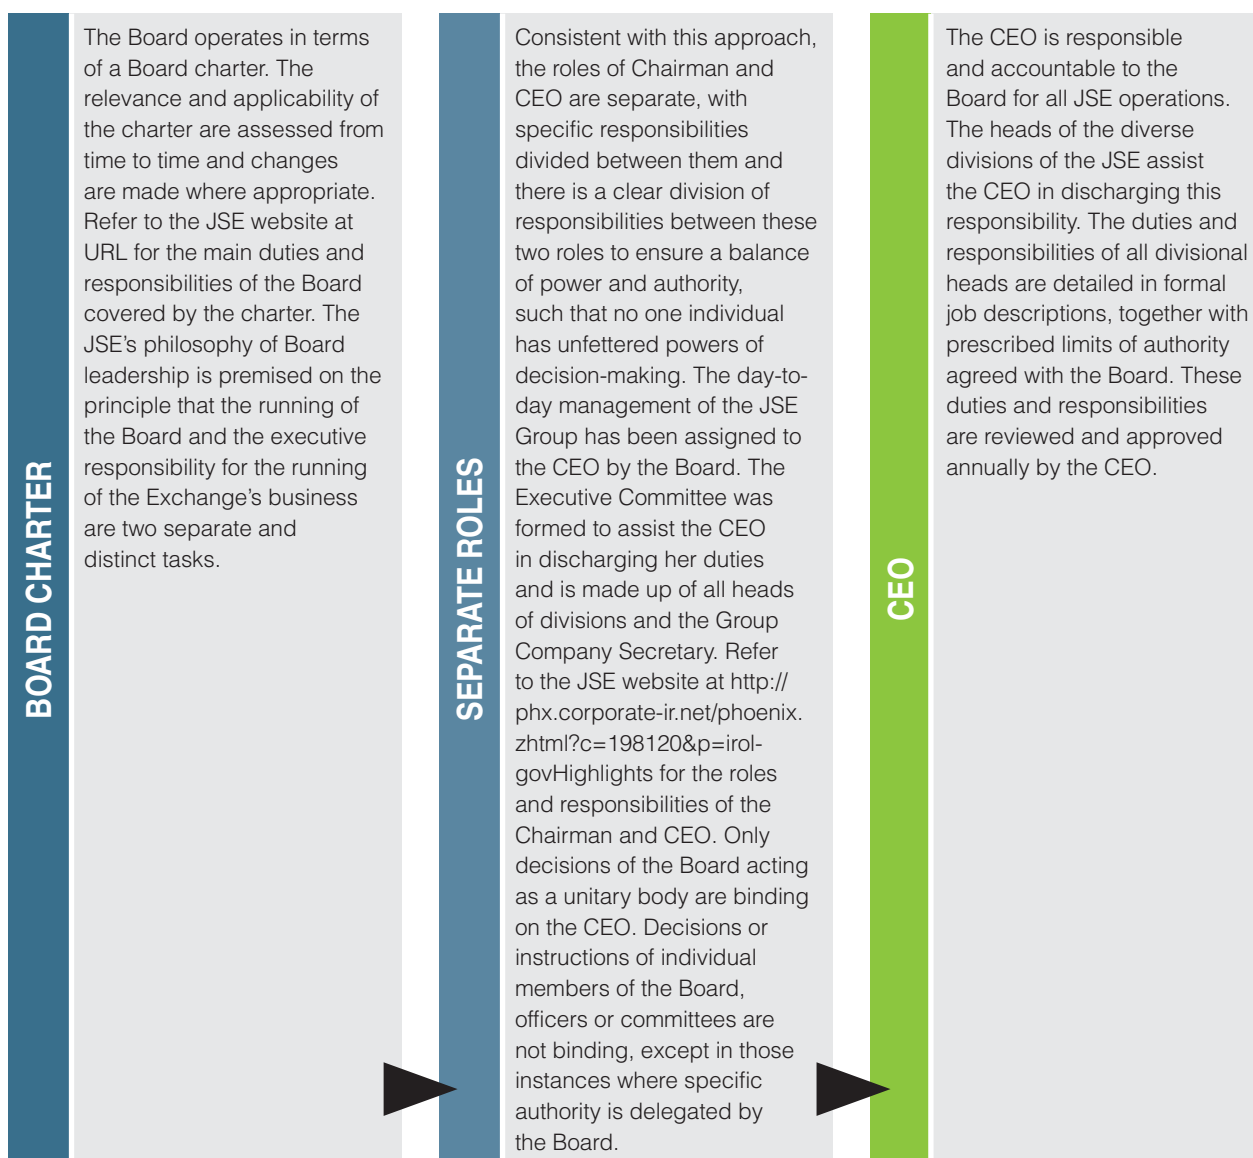 BOARD CHARTER
The Board operates in terms
of a Board charter. The
relevance and applicability of
the charter are assessed from
time to time and changes
are made where appropriate.
Refer to the JSE website at
URL for the main duties and
responsibilities of the Board
covered by the charter. The
JSE’s philosophy of Board
leadership is premised on the
principle that the running of
the Board and the executive
responsibility for the running
of the Exchange’s business
are two separate and
distinct tasks.
SEPARATE ROLES
Consistent with this approach,
the roles of Chairman and
CEO are separate, with
specific responsibilities
divided between them and
there is a clear division of
responsibilities between these
two roles to ensure a balance
of power and authority,
such that no one individual
has unfettered powers of
decision-making. The day-to-
day management of the JSE
Group has been assigned to
the CEO by the Board. The
Executive Committee was
formed to assist the CEO
in discharging her duties
and is made up of all heads
of divisions and the Group
Company Secretary. Refer
to the JSE website at http://
phx.corporate-ir.net/phoenix.
zhtml?c=198120&p=irol-
govHighlights for the roles
and responsibilities of the
Chairman and CEO. Only
decisions of the Board acting
as a unitary body are binding
on the CEO. Decisions or
instructions of individual
members of the Board,
officers or committees are
not binding, except in those
instances where specific
authority is delegated by
the Board.
CEO
The CEO is responsible
and accountable to the
Board for all JSE operations.
The heads of the diverse
divisions of the JSE assist
the CEO in discharging this
responsibility. The duties and
responsibilities of all divisional
heads are detailed in formal
job descriptions, together with
prescribed limits of authority
agreed with the Board. These
duties and responsibilities
are reviewed and approved
annually by the CEO.